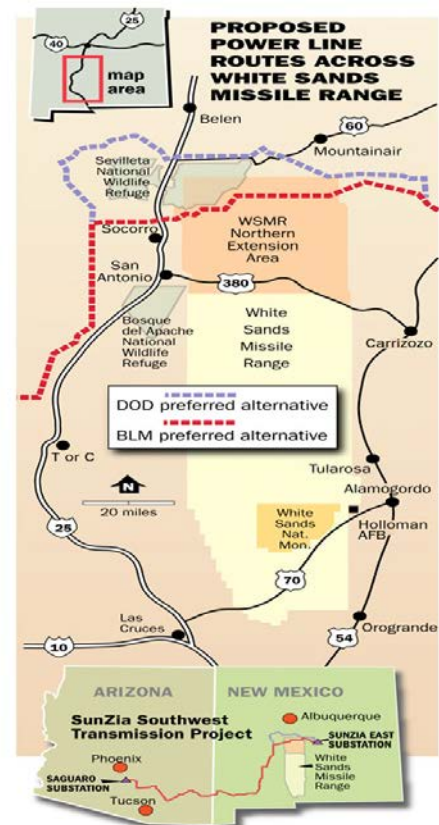 PROPOSED
POWER LINE
ROUTES ACROSS
WHITE SANDS
MISSILE RANGE
25
40
map
area
Belen
60
Mountainair
Sevilleta
National
Wildlife
Refuge
Socorro
WSMR
Northern
Extension
Area
San
Antonio
380
Bosque
del Apache
National
Wildlife
Refuge
White
Sands
Missile
Range
Carrizozo
DOD preferred alternative
BLM preferred alternative
T or C
N
20 miles
Tularosa
Alamogordo
White
Sands
Nat.
Mon.
Holloman
AFB
25
70
Las
Cruces
Orogrande
10
54
ARIZONA
NEW MEXICO
SunZia Southwest
Transmission Project
Albuquerque
Phoenix
SUNZIA EAST
SUBSTATION
SAGUARO
SUBSTATION
White
Sands
Missile
Range
Tucson